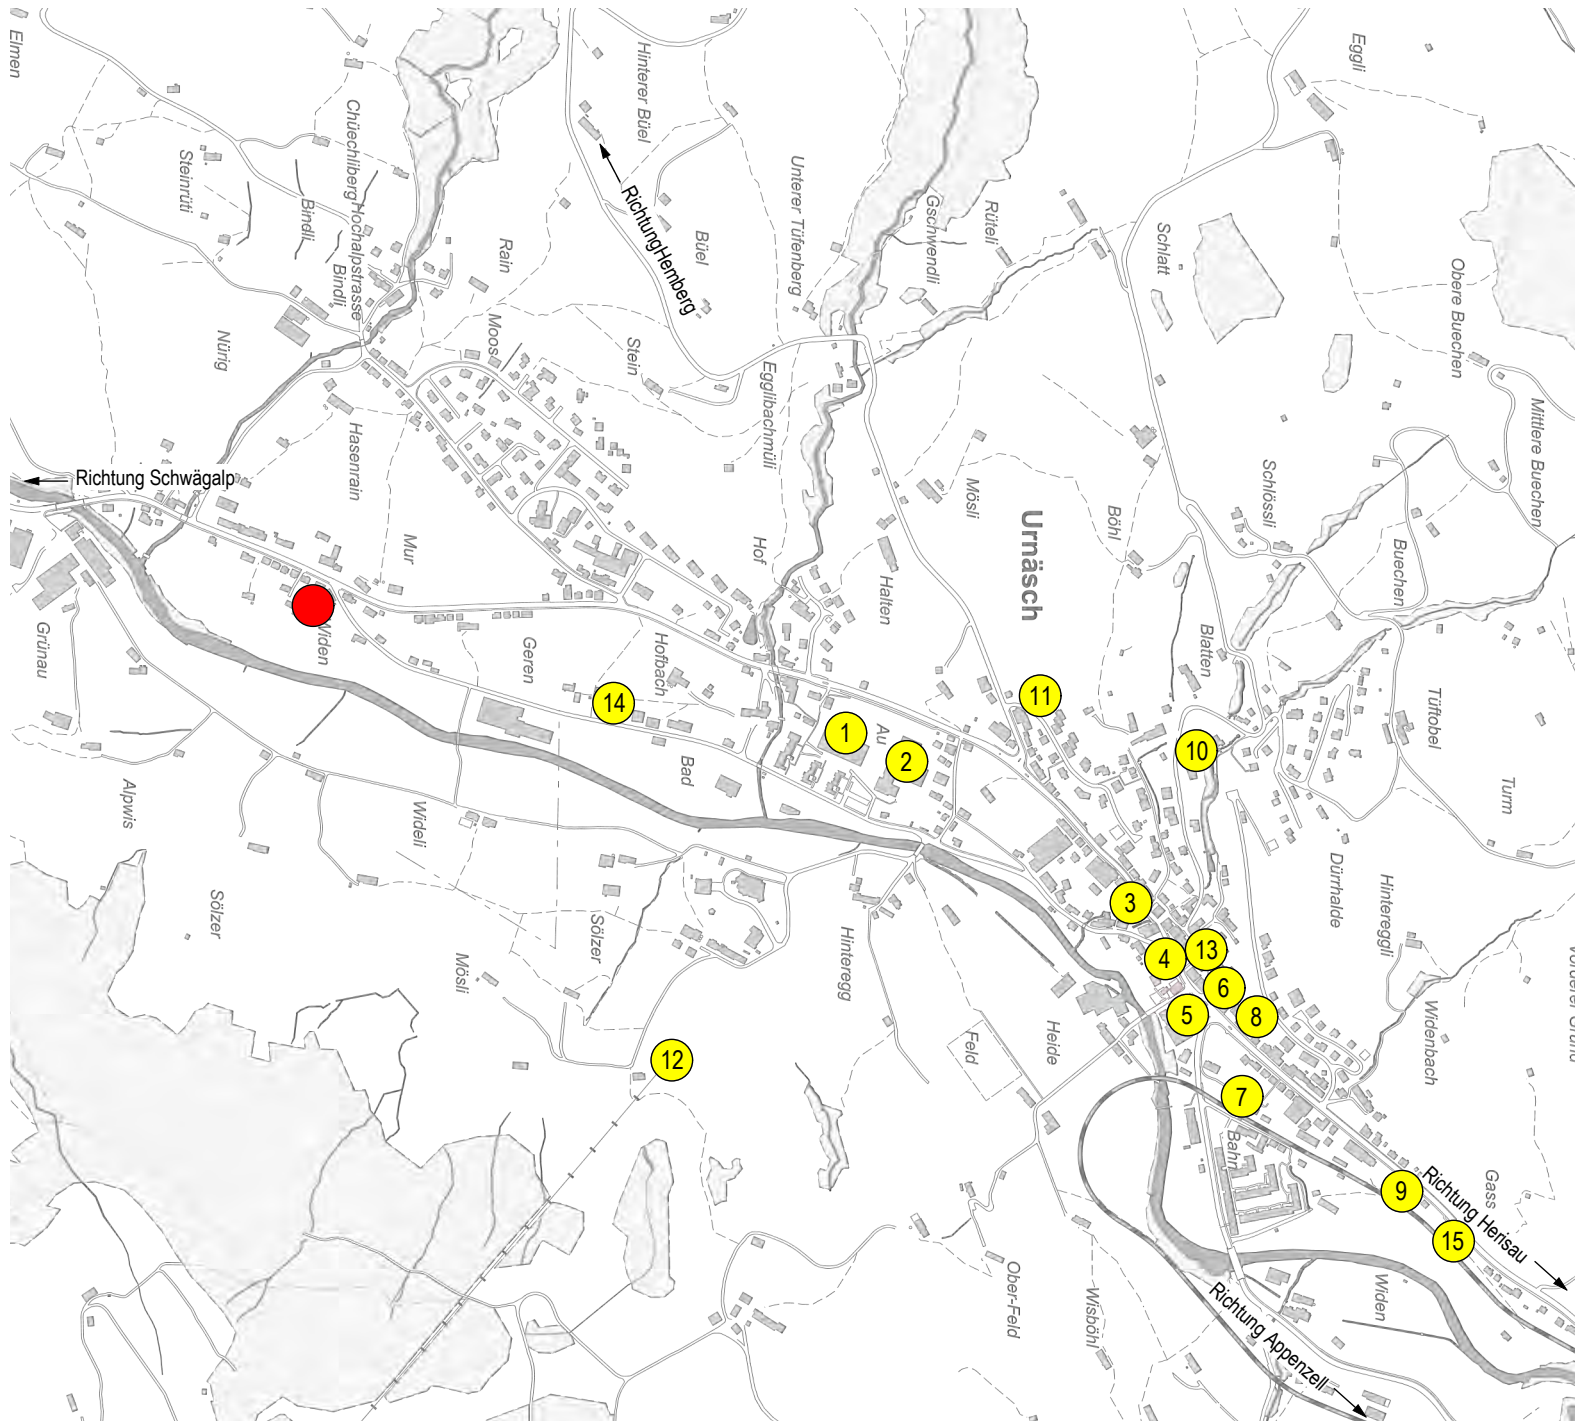 Elmen
Steinrüti
Chüechliberg
Hochalpstrasse
Bindli
Bindli
Nürig
Rain
Moos
Hinterer Büel
Richtung Hemberg
Büel
Stein
Unterer Tüfenberg
Egglibachmüli
Gschwendli
Rüteli
Eggli
Schlatt
Obere Buechen
Mittlere Buechen
Buechen
Schlössli
Böhl
Mösli
Urnäsch
Halten
Hof
Hasenrain
Mur
Richtung Schwägalp
Widen
Grünau
Geren
Hofbach
Au
Blatten
Tüftobel
Turm
14
1
2
11
10
Bad
Alpwis
Wideli
Sölzer
Sölzer
Mösli
Hinteregg
Dürrhalde
Hintereggli
Widenbach
3
4
13
6
5
8
7
12
Feld
Heide
Bahn
9
15
Gass
Richtung Herisau
Richtung Appenzell
Widen
Ober-Feld
Wisböhl